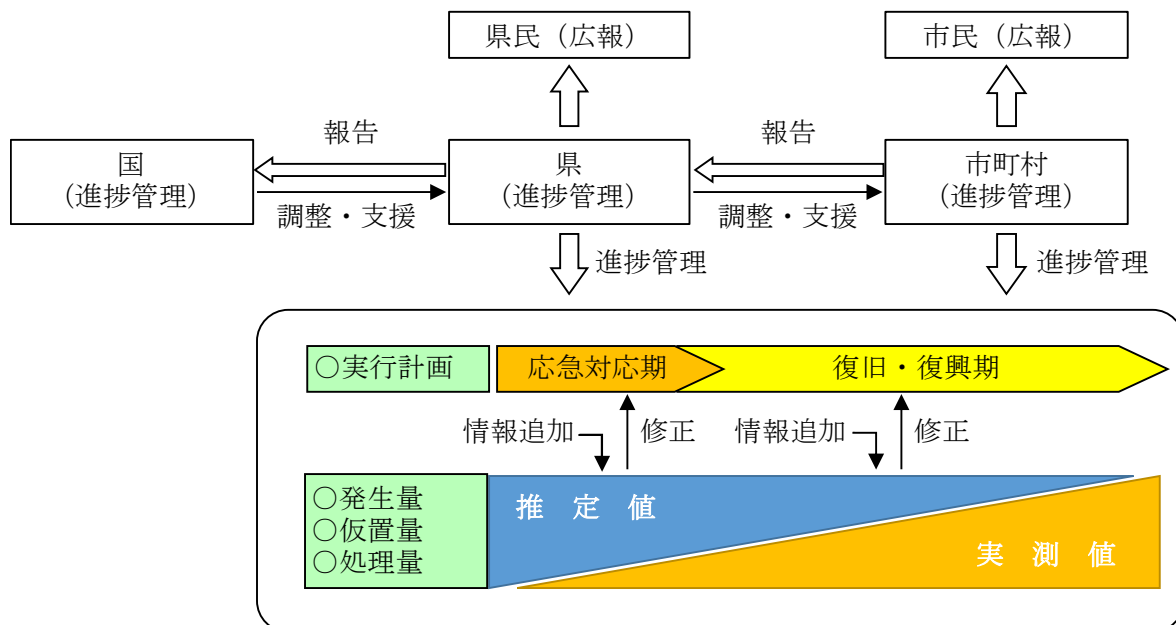 県民（広報）
市民（広報）
報告
報告
国
(進捗管理)
県
(進捗管理)
市町村
(進捗管理)
調整・支援
調整・支援
進捗管理
進捗管理
○実行計画
応急対応期
復旧・復興期
情報追加
修正
情報追加
修正
○発生量
○仮置量
○処理量
推 定 値
実 測 値